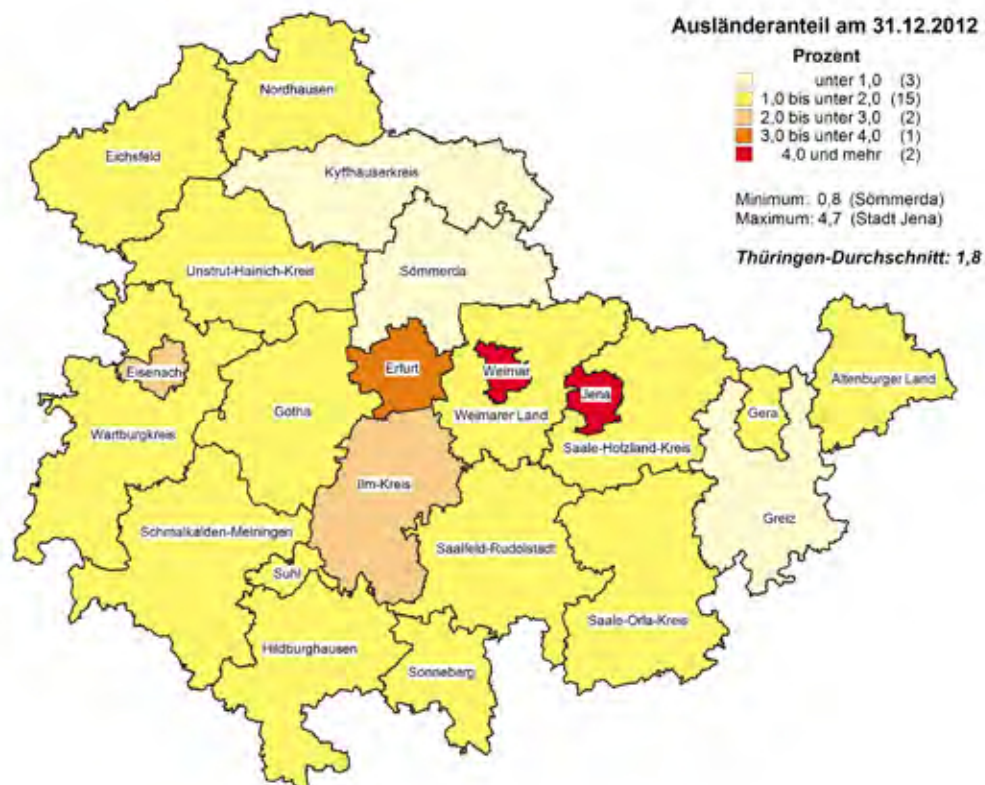 Ausländeranteil am 31.12.2012
Prozent
unter 1,0 (3)
1,0 bis unter 2,0 (15)
2,0 bis unter 3,0 (2)
3,0 bis unter 4,0 (1)
4,0 und mehr (2)
Minimum: 0,8 (Sömmerda)
Maximum: 4,7 (Stadt Jena)
Thüringen-Durchschnitt: 1,8
Nordhausen
Eichsfeld
Kyffhäuserkreis
Unstrut-Hainich-Kreis
Sömmerda
Eisenach
Erfurt
Weimar
Jena
Altenburger Land
Gotha
Weimarer Land
Gera
Wartburgkreis
Saale-Holzland-Kreis
Ilm-Kreis
Greiz
Schmalkalden-Meiningen
Saalfeld-Rudolstadt
Suhl
Saale-Orla-Kreis
Hildburghausen
Sonneberg